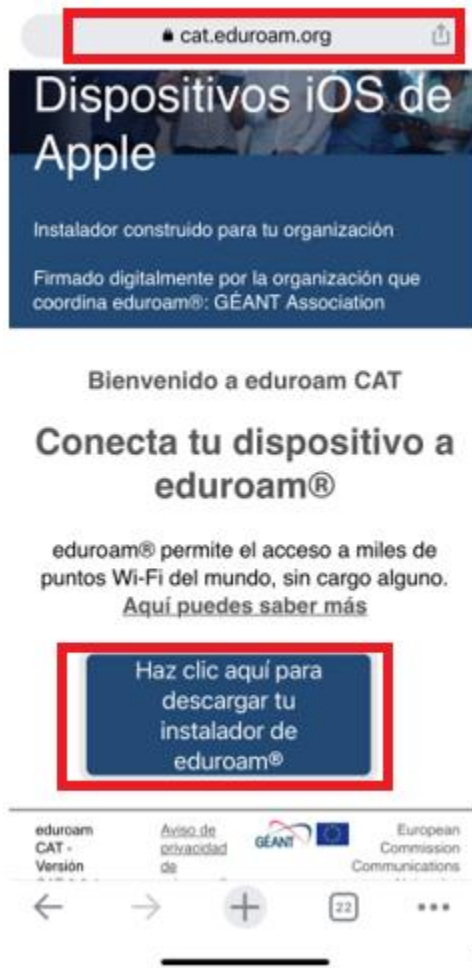 cat.eduroam.org
Dispositivos iOS de
Apple
Instalador construido para tu organización
Firmado digitalmente por la organización que
coordina eduroam®: GÉANT Association
Bienvenido a eduroam CAT
Conecta tu dispositivo a
eduroam®
eduroam® permite el acceso a miles de
puntos Wi-Fi del mundo, sin cargo alguno.
Aquí puedes saber más
Haz clic aquí para
descargar tu
instalador de
eduroam®
eduroam
CAT -
Versión
Aviso de
privacidad
de
GÉANT
European
Commission
Communications
22